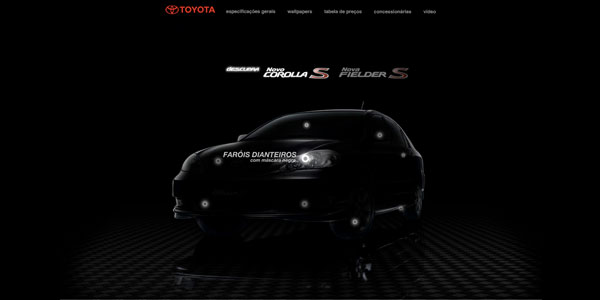 TOYOTA
especificações gerais
wallpapers
tabela de preços
concessionárias
vídeo
DESCUBRA
Novo
COROLLA S
Nova
FIELDER S
FARÓIS DIANTEIROS
com máscara negra